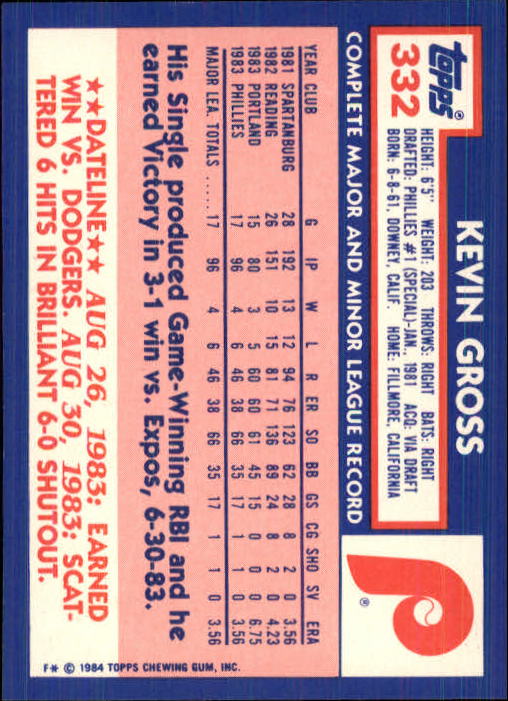 topps®
332
KEVIN GROSS
HEIGHT: 6'5" WEIGHT: 203 THROWS: RIGHT BATS: RIGHT
DRAFTED: PHILLIES #1 (SPECIAL)-JAN. 1981 ACQ: VIA DRAFT
BORN: 6-8-61, DOWNEY, CALIF. HOME: FILLMORE, CALIFORNIA
COMPLETE MAJOR AND MINOR LEAGUE RECORD
YEAR CLUB G IP W L R ER SO BB GS CG SHO SV ERA
1981 SPARTANBURG 28 192 13 12 94 76 123 62 28 8 2 0 3.56
1982 READING 26 151 10 15 81 71 136 89 24 8 2 0 4.23
1983 PORTLAND 15 80 3 5 60 60 61 45 15 0 0 0 6.75
1983 PHILLIES 17 96 4 6 46 38 66 35 17 1 1 0 3.56
MAJOR LEA. TOTALS ...... 17 96 4 6 46 38 66 35 17 1 1 0 3.56
His Single produced Game-Winning RBI and he
earned Victory in 3-1 win vs. Expos, 6-30-83.
★★DATELINE★★ AUG 26, 1983: EARNED
WIN VS. DODGERS. AUG 30, 1983: SCAT-
TERED 6 HITS IN BRILLIANT 6-0 SHUTOUT.
P®
F* © 1984 TOPPS CHEWING GUM, INC.